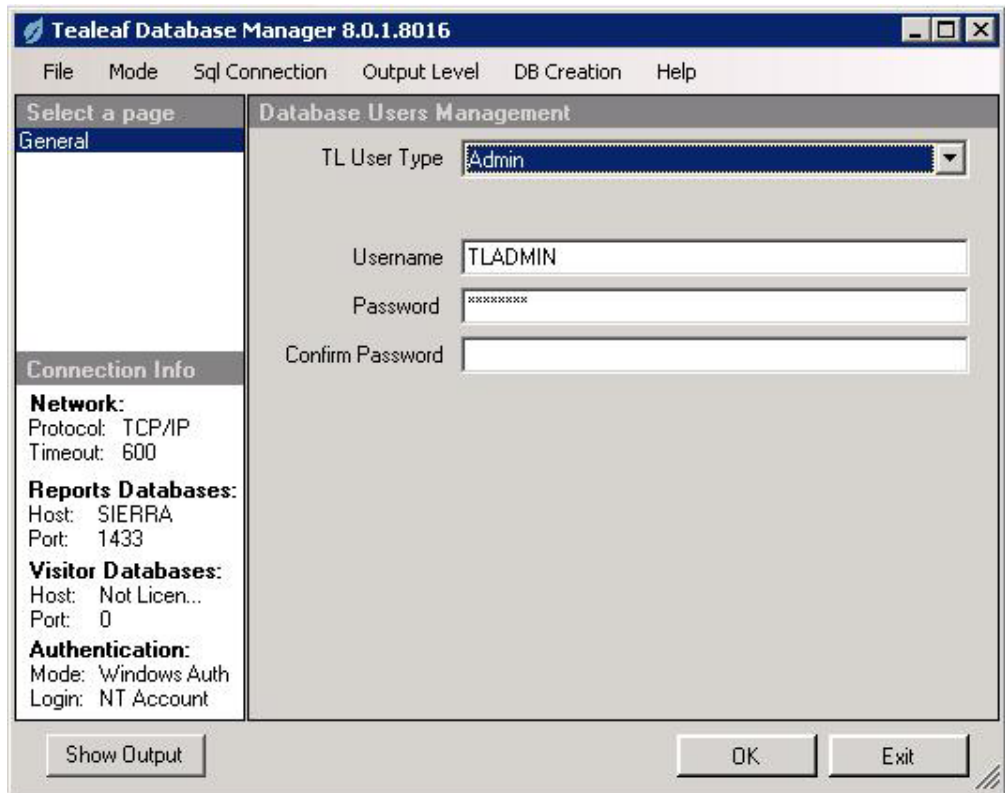 Tealeaf Database Manager 8.0.1.8016
File Mode Sql Connection Output Level DB Creation Help
Select a page
General
Database Users Management
TL User Type Admin
Username TLADMIN
Password ********
Confirm Password
Connection Info
Network:
Protocol: TCP/IP
Timeout: 600
Reports Databases:
Host: SIERRA
Port: 1433
Visitor Databases:
Host: Not Licen...
Port: 0
Authentication:
Mode: Windows Auth
Login: NT Account
Show Output OK Exit